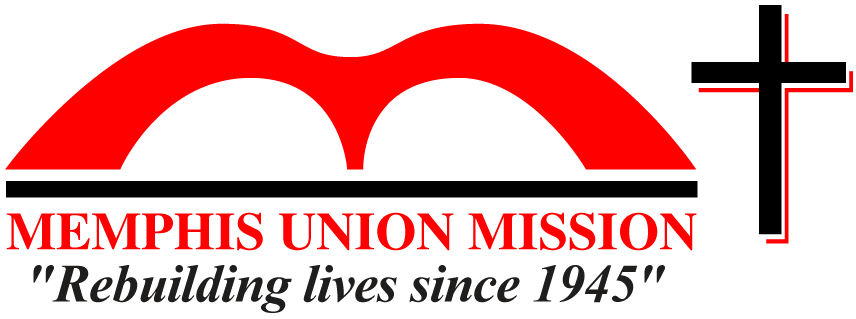 MEMPHIS UNION MISSION
"Rebuilding lives since 1945"